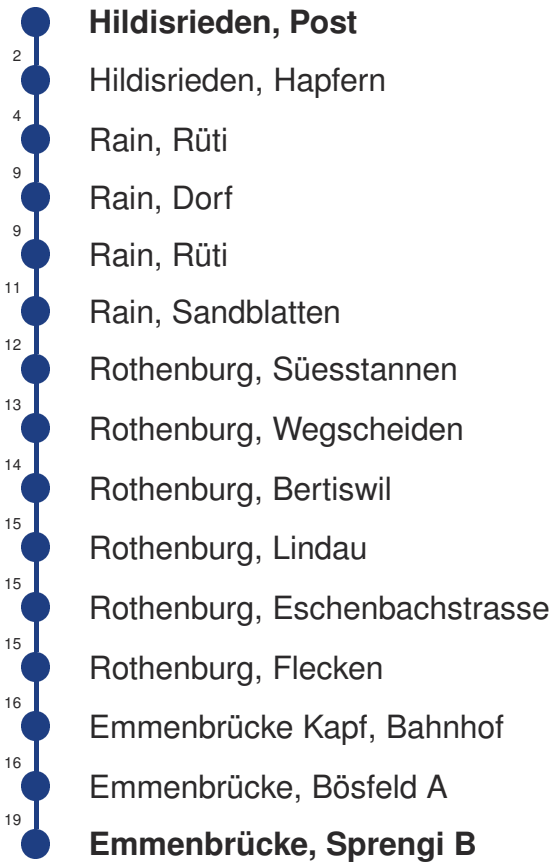 Hildisrieden, Post
2
Hildisrieden, Hapfern
4
Rain, Rüti
9
Rain, Dorf
9
Rain, Rüti
11
Rain, Sandblatten
12
Rothenburg, Süesstannen
13
Rothenburg, Wegscheiden
14
Rothenburg, Bertiswil
15
Rothenburg, Lindau
15
Rothenburg, Eschenbachstrasse
15
Rothenburg, Flecken
16
Emmenbrücke Kapf, Bahnhof
16
Emmenbrücke, Bösfeld A
19
Emmenbrücke, Sprengi B